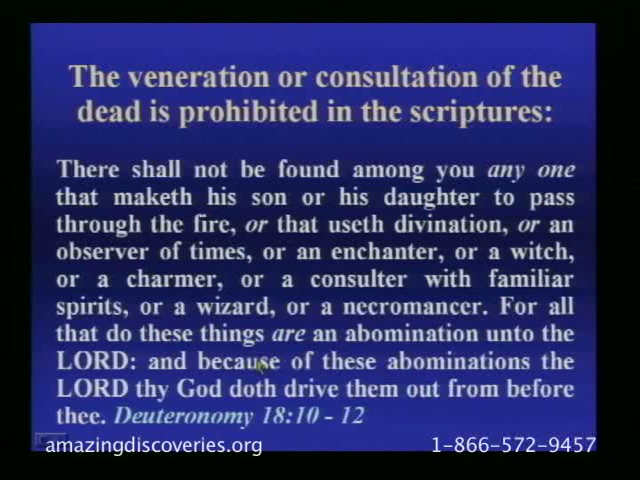 The veneration or consultation of the
dead is prohibited in the scriptures:
There shall not be found among you any one
that maketh his son or his daughter to pass
through the fire, or that useth divination, or an
observer of times, or an enchanter, or a witch,
or a charmer, or a consulter with familiar
spirits, or a wizard, or a necromancer. For all
that do these things are an abomination unto the
LORD: and because of these abominations the
LORD thy God doth drive them out from before
thee. Deuteronomy 18:10 - 12
amazingdiscoveries.org 1-866-572-9457